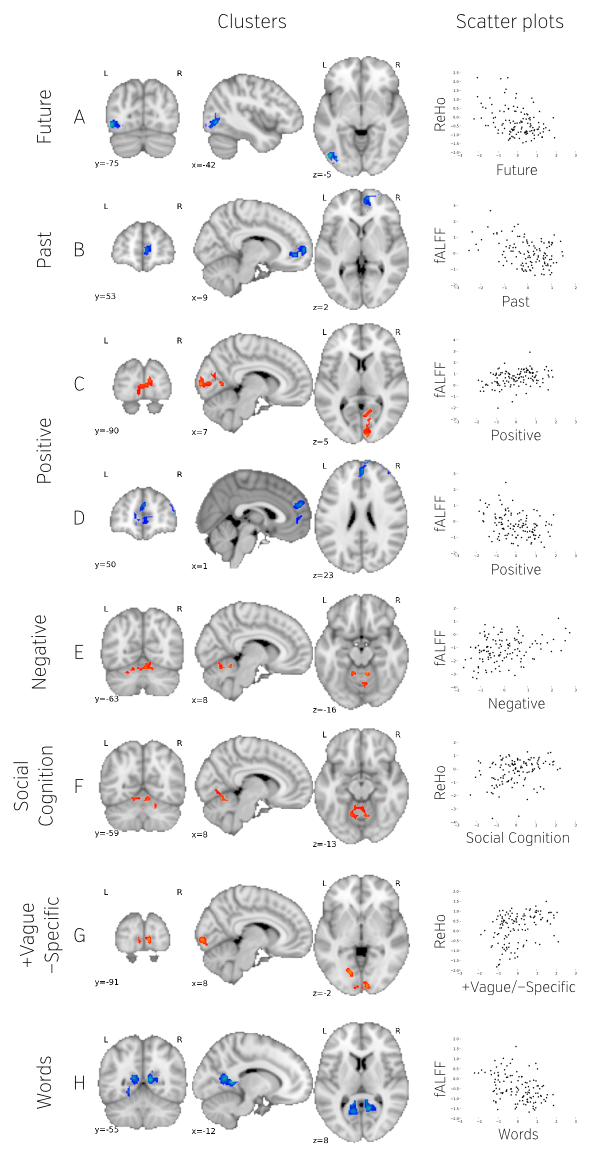 Clusters Scatter plots
Future
A
L R
L R
y=-75 x=-42 z=-5
ReHo
Future
Past
B
L R
L R
y=53 x=9 z=2
fALFF
Past
Positive
C
L R
L R
y=-90 x=7 z=5
fALFF
Positive
D
L R
L R
y=50 x=1 z=23
fALFF
Positive
Negative
E
L R
L R
y=-63 x=8 z=-16
fALFF
Negative
Social
Cognition
F
L R
L R
y=-59 x=8 z=-13
ReHo
Social Cognition
+Vague
−Specific
G
L R
L R
y=-91 x=8 z=-2
ReHo
+Vague/−Specific
Words
H
L R
L R
y=-55 x=-12 z=8
fALFF
Words